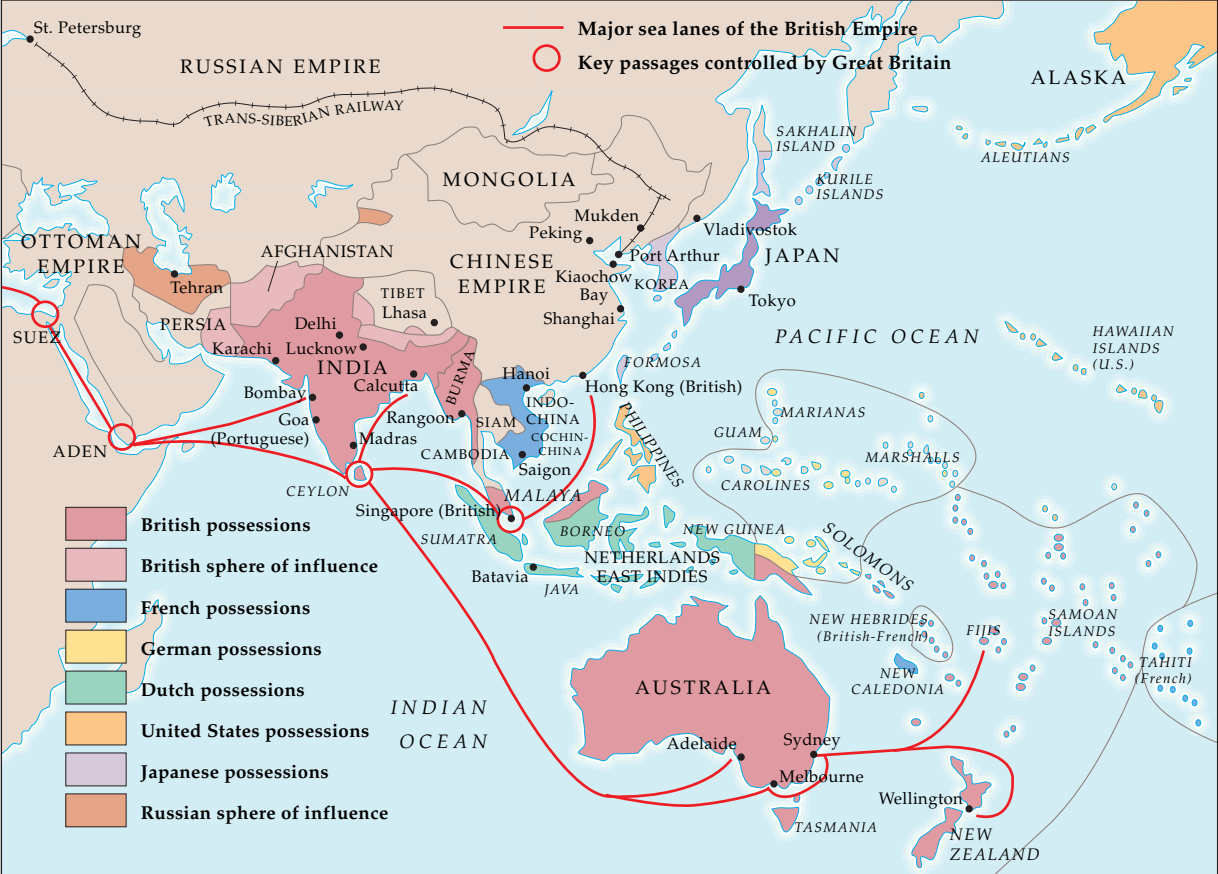 St. Petersburg
Major sea lanes of the British Empire
Key passages controlled by Great Britain
RUSSIAN EMPIRE
ALASKA
TRANS-SIBERIAN RAILWAY
SAKHALIN
ISLAND
ALEUTIANS
KURILE
ISLANDS
MONGOLIA
Mukden
Peking
Vladivostok
OTTOMAN
EMPIRE
AFGHANISTAN
Port Arthur
JAPAN
CHINESE
EMPIRE
Kiaochow
Bay
KOREA
Tehran
TIBET
Lhasa
Tokyo
Shanghai
PERSIA
SUEZ
Delhi
PACIFIC OCEAN
HAWAIIAN
ISLANDS
(U.S.)
Karachi
Lucknow
INDIA
FORMOSA
Calcutta
BURMA
Hanoi
Hong Kong (British)
Bombay
INDO-
CHINA
Goa
(Portuguese)
Rangoon
SIAM
PHILIPPINES
MARIANAS
GUAM
ADEN
Madras
COCHIN-
CHINA
CAMBODIA
Saigon
MARSHALLS
CAROLINES
CEYLON
MALAYA
Singapore (British)
SUMATRA
BORNEO
NEW GUINEA
SOLOMONS
NETHERLANDS
EAST INDIES
Batavia
JAVA
British possessions
British sphere of influence
French possessions
German possessions
Dutch possessions
United States possessions
Japanese possessions
Russian sphere of influence
NEW HEBRIDES
(British-French)
FIJIS
SAMOAN
ISLANDS
TAHITI
(French)
NEW
CALEDONIA
AUSTRALIA
INDIAN
OCEAN
Adelaide
Sydney
Melbourne
Wellington
TASMANIA
NEW
ZEALAND